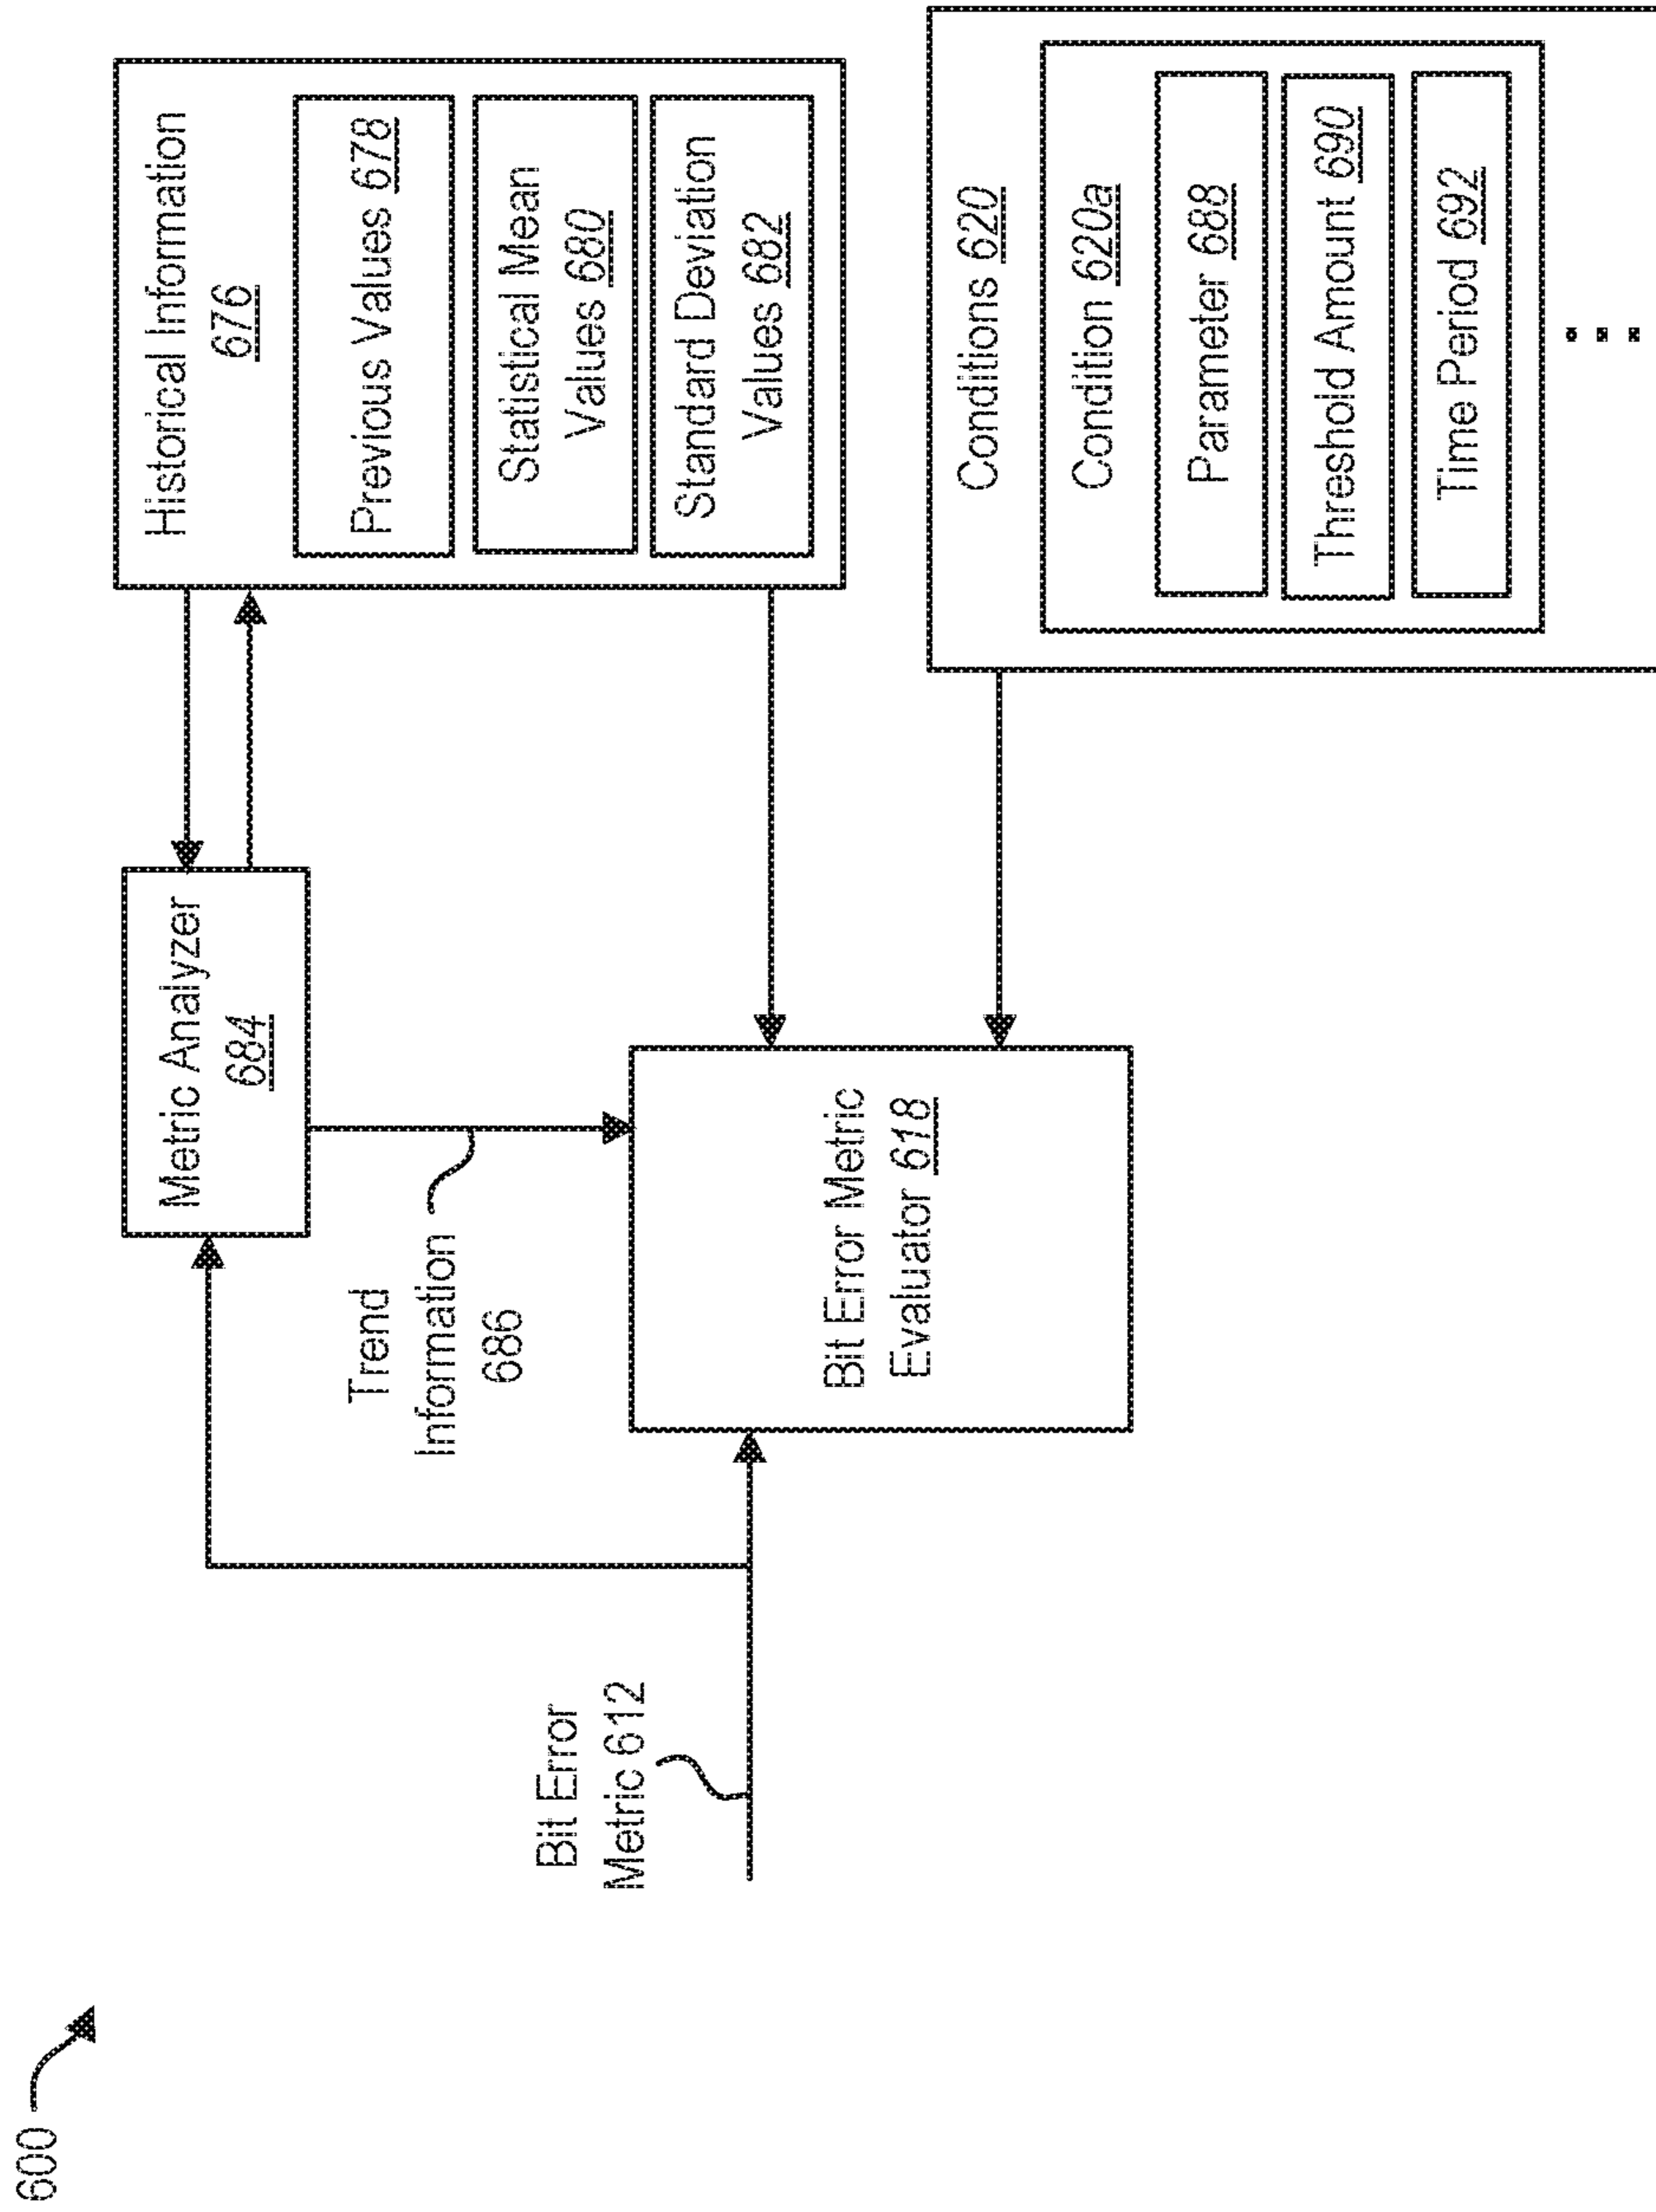 600
Bit Error
Metric 612
Trend
Information
686
Metric Analyzer
684
Bit Error Metric
Evaluator 618
Historical Information
676
Previous Values 678
Statistical Mean
Values 680
Standard Deviation
Values 682
Conditions 620
Condition 620a
Parameter 688
Threshold Amount 690
Time Period 692